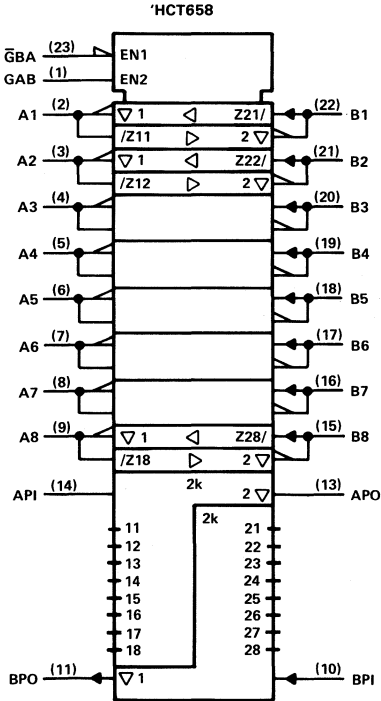 'HCT658
G̅BA (23) EN1
GAB (1) EN2
A1 (2) ▽ 1 ◁ Z21/ (22) B1
/Z11 ▷ 2 ▽
A2 (3) ▽ 1 ◁ Z22/ (21) B2
/Z12 ▷ 2 ▽
A3 (4) (20) B3
A4 (5) (19) B4
A5 (6) (18) B5
A6 (7) (17) B6
A7 (8) (16) B7
A8 (9) ▽ 1 ◁ Z28/ (15) B8
/Z18 ▷ 2 ▽
2k
API (14) 2 ▽ (13) APO
2k
11 21
12 22
13 23
14 24
15 25
16 26
17 27
18 28
BPO (11) ▽ 1 (10) BPI